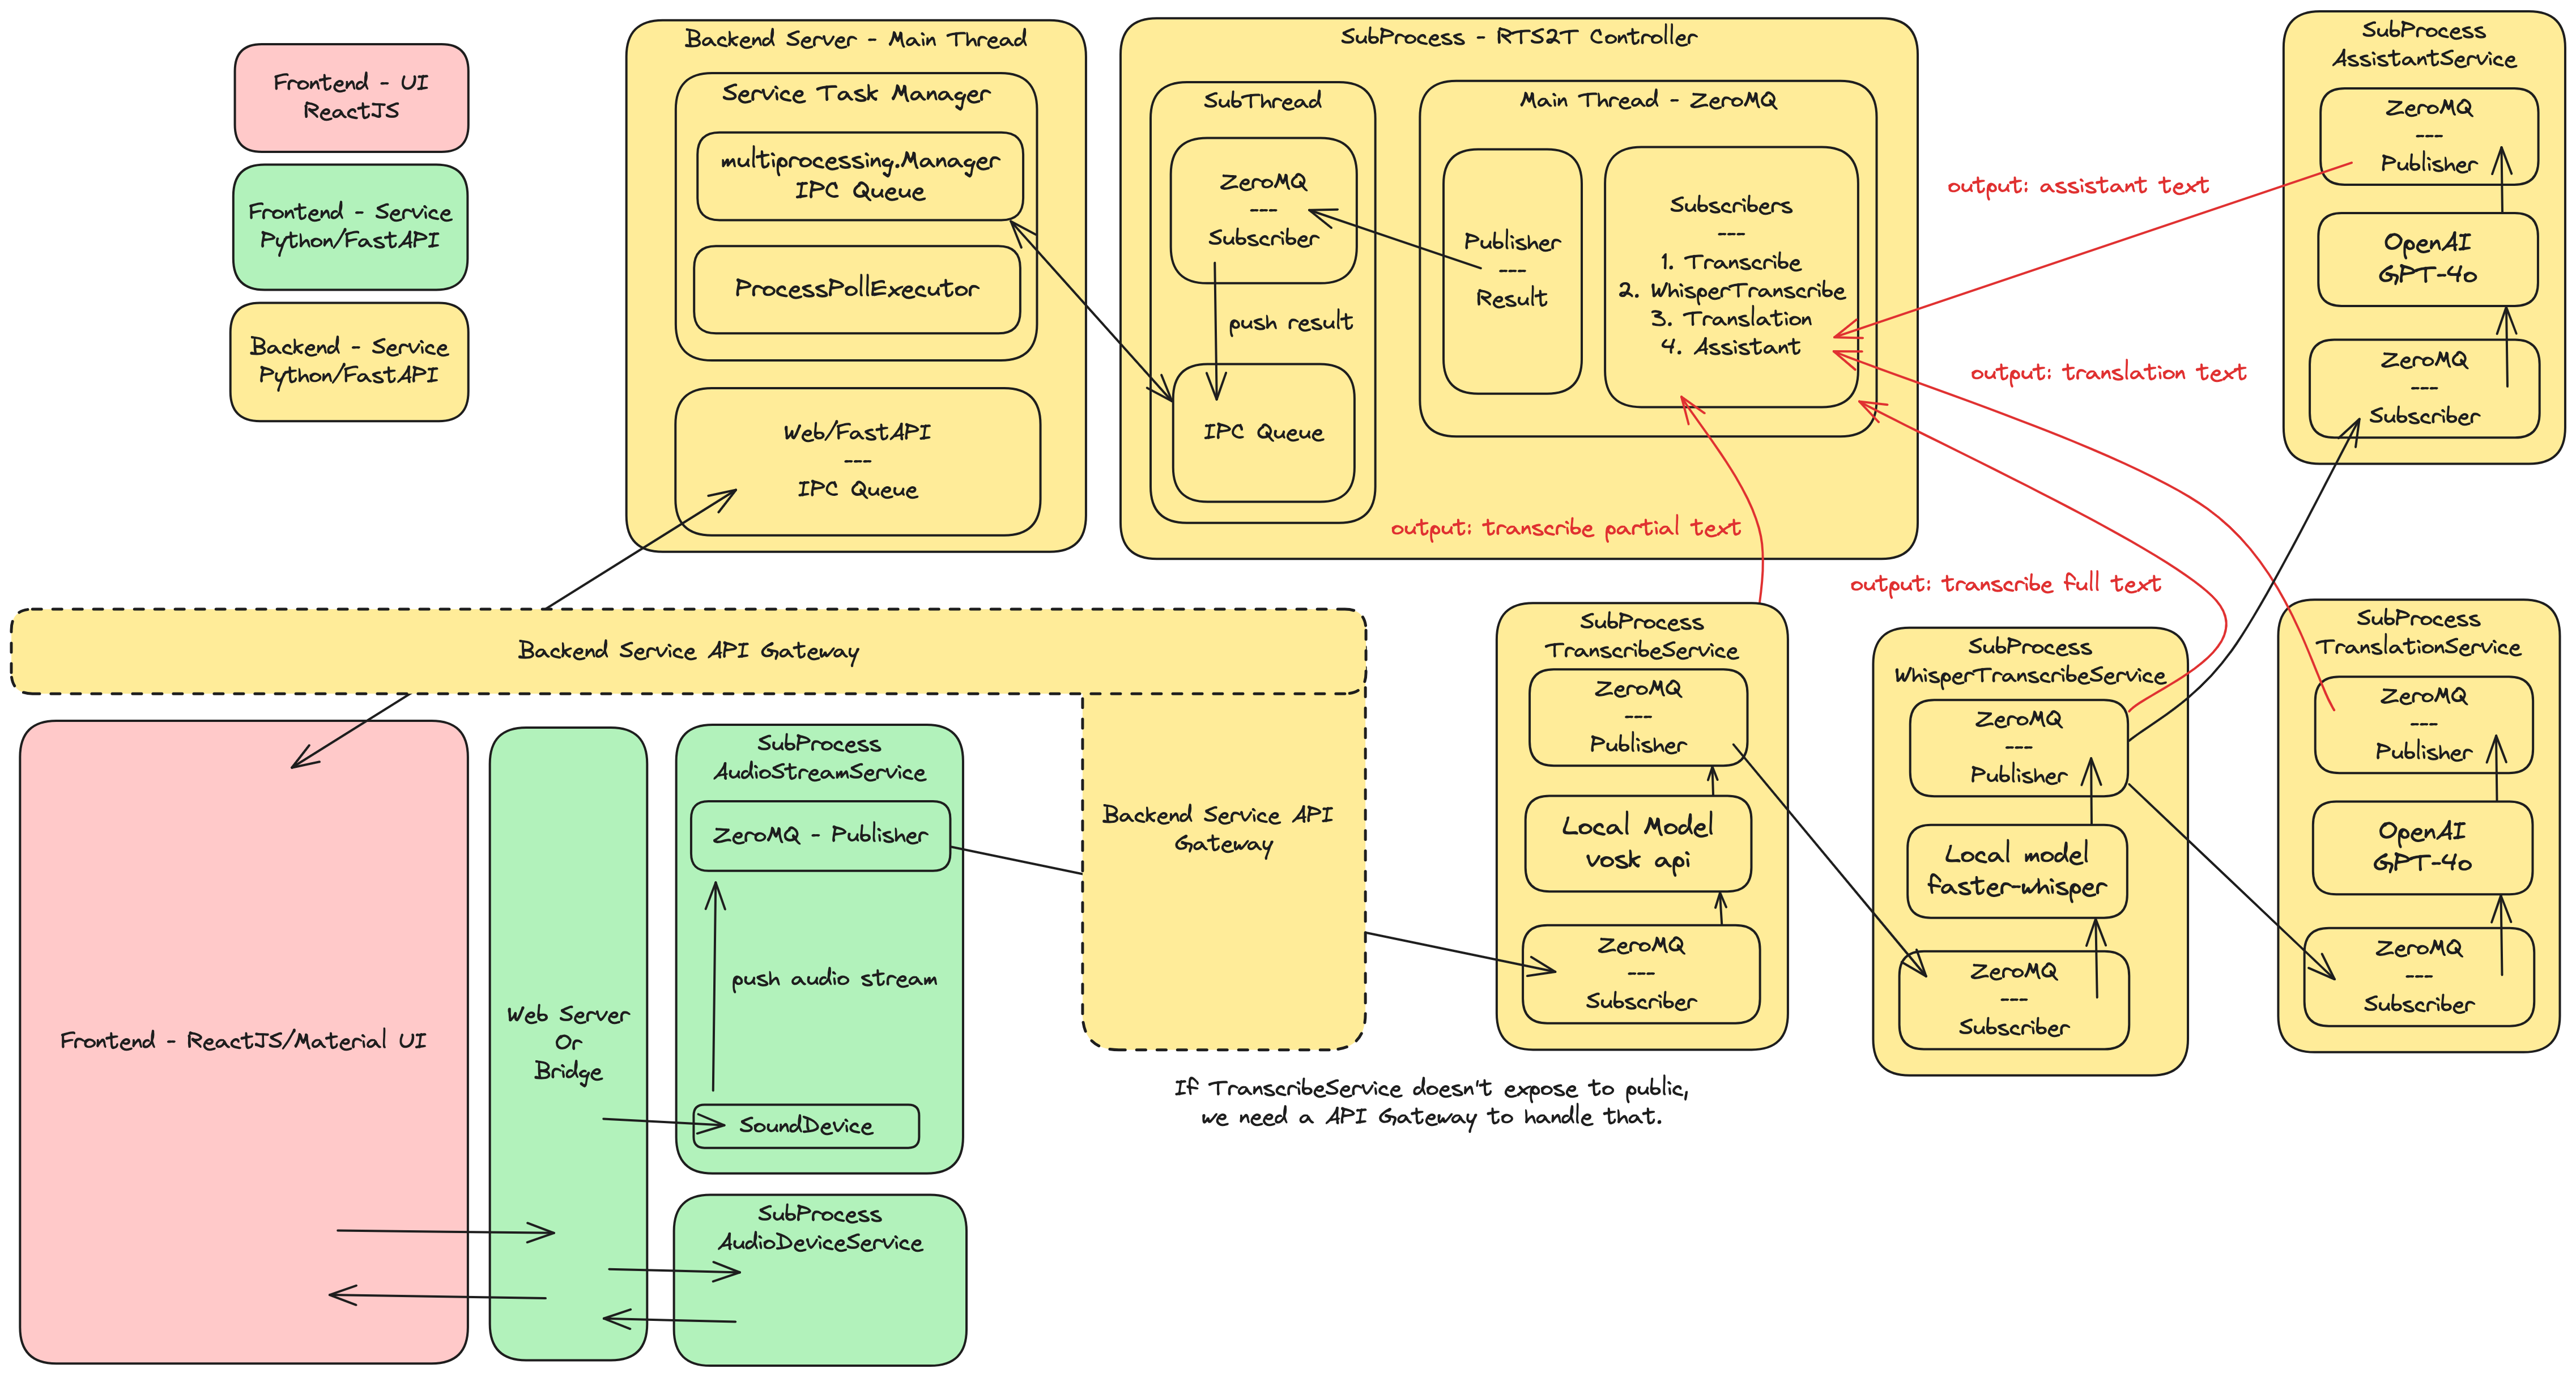 Frontend - UI
ReactJS
Frontend - Service
Python/FastAPI
Backend - Service
Python/FastAPI
Backend Server - Main Thread
Service Task Manager
multiprocessing.Manager
IPC Queue
ProcessPollExecutor
Web/FastAPI
---
IPC Queue
SubProcess - RTS2T Controller
SubThread
ZeroMQ
---
Subscriber
push result
IPC Queue
Main Thread - ZeroMQ
Publisher
---
Result
Subscribers
---
1. Transcribe
2. WhisperTranscribe
3. Translation
4. Assistant
output: assistant text
output: translation text
output: transcribe partial text
output: transcribe full text
SubProcess
AssistantService
ZeroMQ
---
Publisher
OpenAI
GPT-4o
ZeroMQ
---
Subscriber
Backend Service API Gateway
Frontend - ReactJS/Material UI
Web Server
Or
Bridge
SubProcess
AudioStreamService
ZeroMQ - Publisher
push audio stream
SoundDevice
SubProcess
AudioDeviceService
Backend Service API
Gateway
If TranscribeService doesn't expose to public,
we need a API Gateway to handle that.
SubProcess
TranscribeService
ZeroMQ
---
Publisher
Local Model
vosk api
ZeroMQ
---
Subscriber
SubProcess
WhisperTranscribeService
ZeroMQ
---
Publisher
Local model
faster-whisper
ZeroMQ
---
Subscriber
SubProcess
TranslationService
ZeroMQ
---
Publisher
OpenAI
GPT-4o
ZeroMQ
---
Subscriber